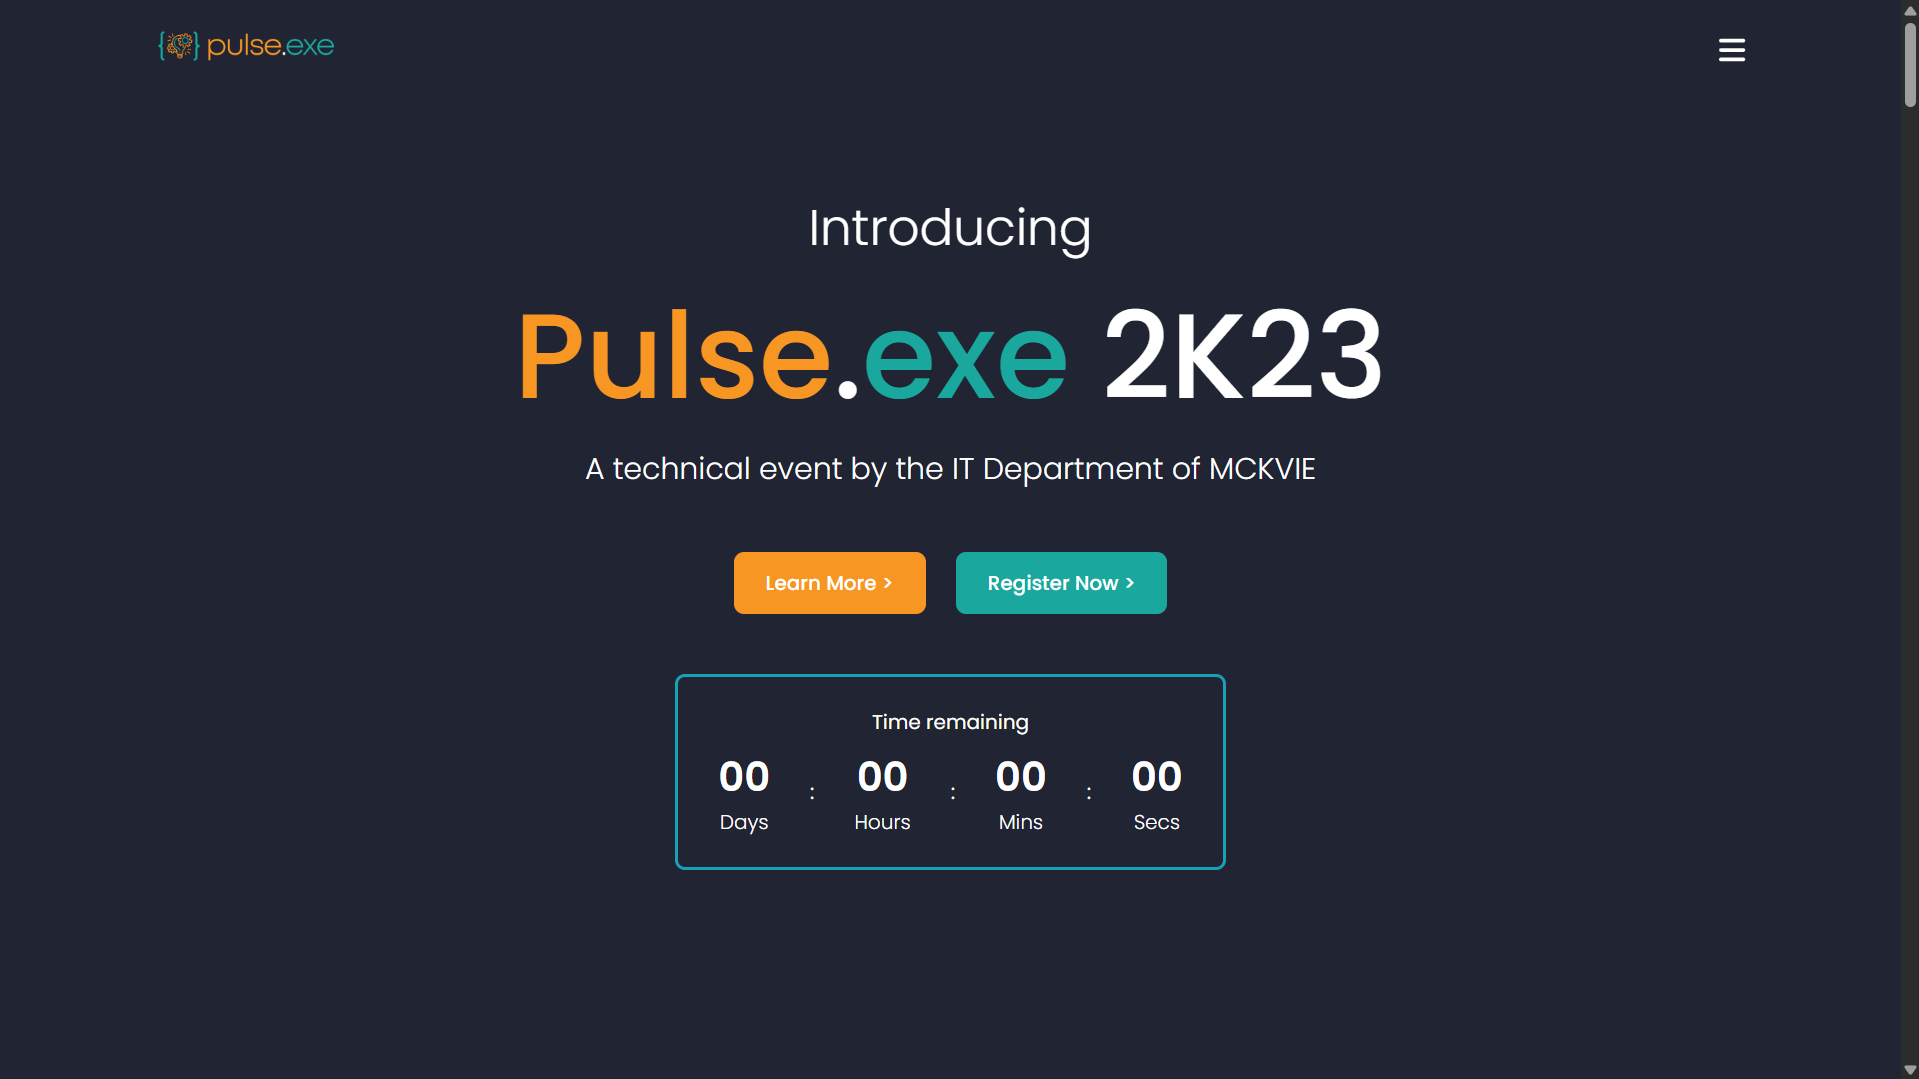 pulse.exe
Introducing
Pulse.exe 2K23
A technical event by the IT Department of MCKVIE
Learn More >
Register Now >
Time remaining
00 : 00 : 00 : 00
Days Hours Mins Secs